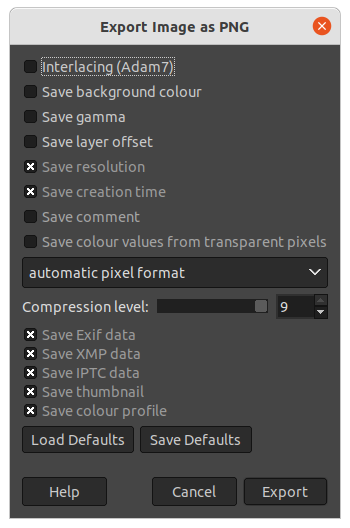 Export Image as PNG
Interlacing (Adam7)
Save background colour
Save gamma
Save layer offset
Save resolution
Save creation time
Save comment
Save colour values from transparent pixels
automatic pixel format
Compression level: 9
Save Exif data
Save XMP data
Save IPTC data
Save thumbnail
Save colour profile
Load Defaults Save Defaults
Help Cancel Export